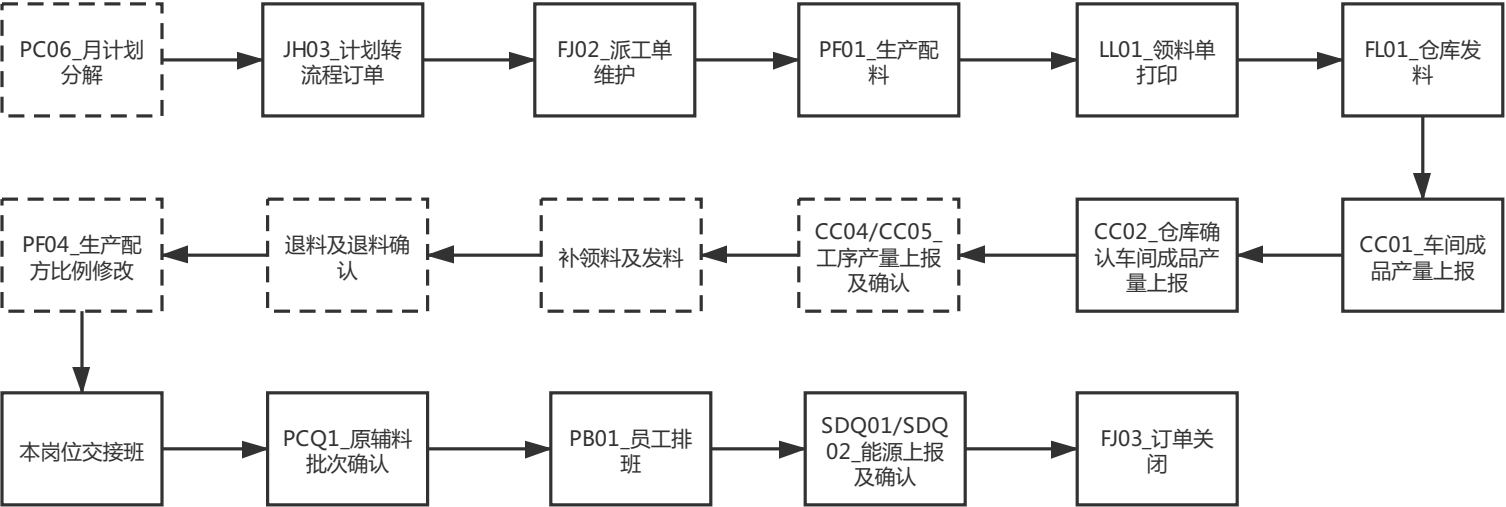 PC06_月计划
分解
JH03_计划转
流程订单
FJ02_派工单
维护
PF01_生产配
料
LL01_领料单
打印
FL01_仓库发
料
CC01_车间成
品产量上报
CC02_仓库确
认车间成品产
量上报
CC04/CC05_
工序产量上报
及确认
补领料及发料
退料及退料确
认
PF04_生产配
方比例修改
本岗位交接班
PCQ1_原辅料
批次确认
PB01_员工排
班
SDQ01/SDQ
02_能源上报
及确认
FJ03_订单关
闭